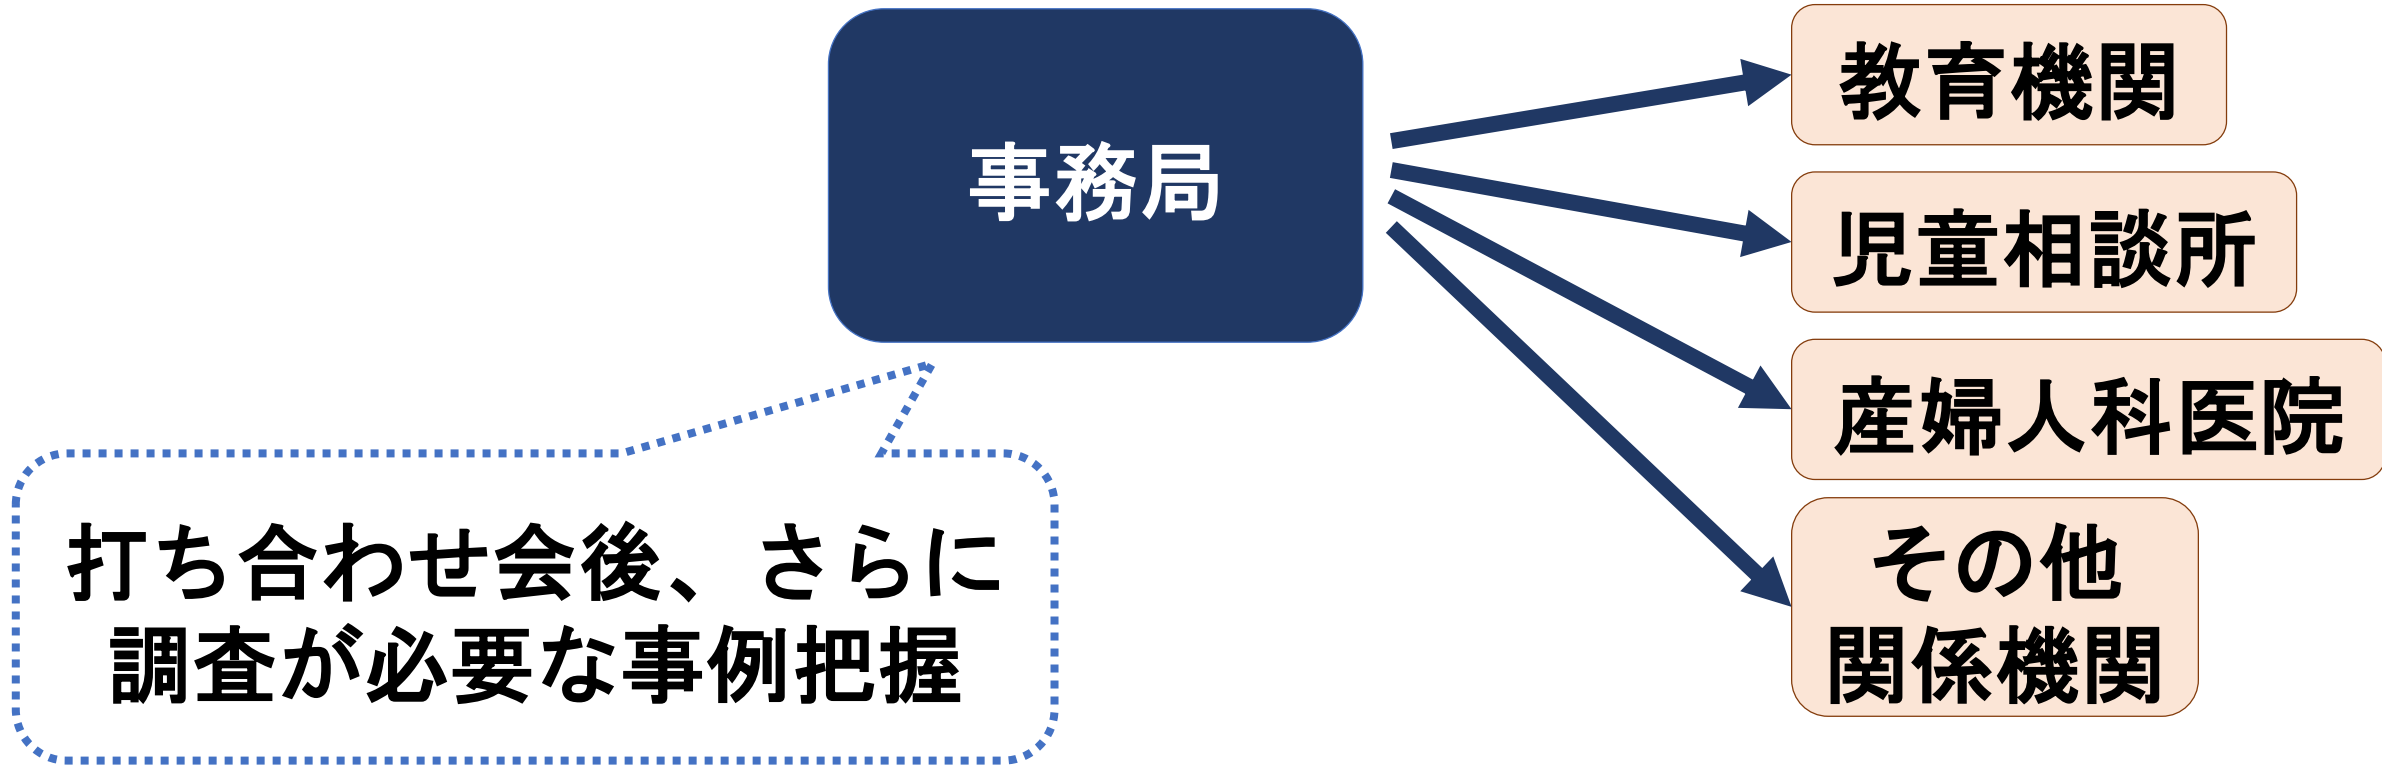 事務局
教育機関
児童相談所
産婦人科医院
その他
関係機関
打ち合わせ会後、さらに
調査が必要な事例把握